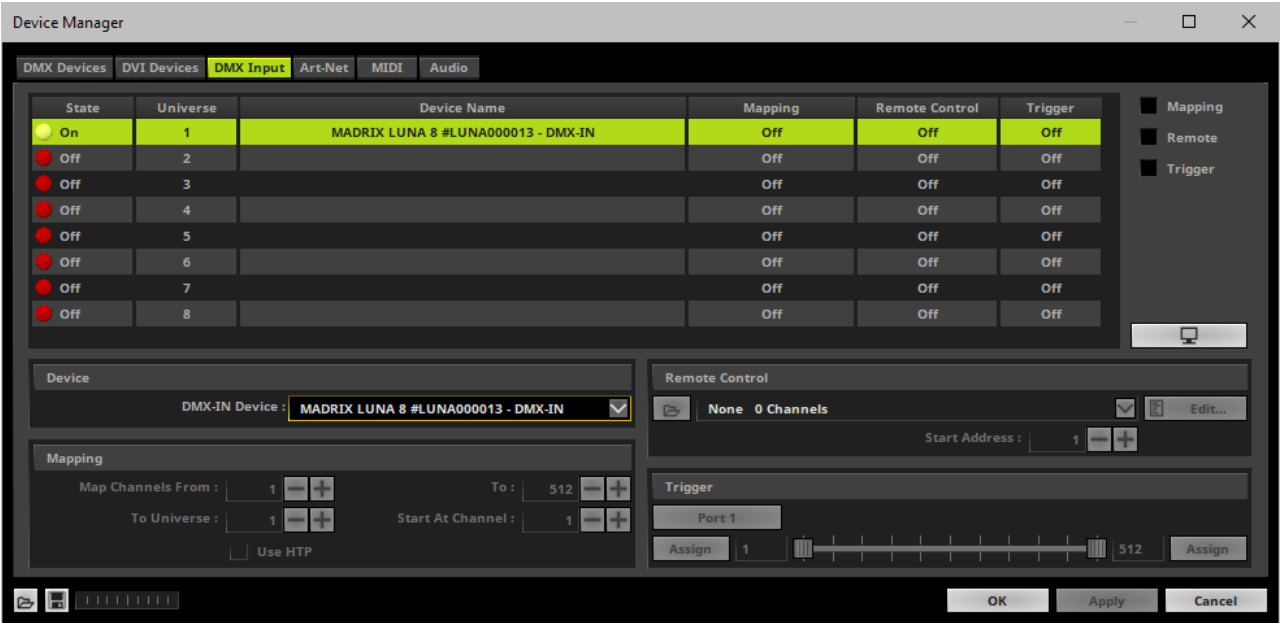 Device Manager
DMX Devices DVI Devices DMX Input Art-Net MIDI Audio
State Universe Device Name Mapping Remote Control Trigger
On 1 MADRIX LUNA 8 #LUNA000013 - DMX-IN Off Off Off
Off 2 Off Off Off
Off 3 Off Off Off
Off 4 Off Off Off
Off 5 Off Off Off
Off 6 Off Off Off
Off 7 Off Off Off
Off 8 Off Off Off
Mapping
Remote
Trigger
Device
DMX-IN Device : MADRIX LUNA 8 #LUNA000013 - DMX-IN
Mapping
Map Channels From : 1 To : 512
To Universe : 1 Start At Channel : 1
Use HTP
Remote Control
None 0 Channels Edit...
Start Address : 1
Trigger
Port 1
Assign 1 512 Assign
OK Apply Cancel